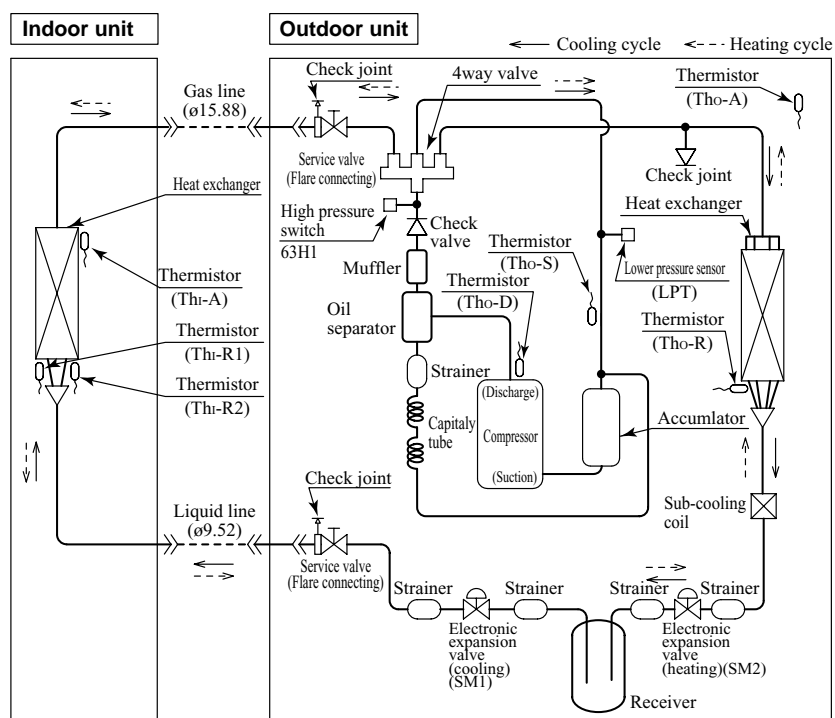 Indoor unit
Outdoor unit
Cooling cycle
Heating cycle
Check joint
4way valve
Thermistor
(Tho-A)
Gas line
(ø15.88)
Service valve
(Flare connecting)
Check joint
Heat exchanger
High pressure
switch
63H1
Check
valve
Heat exchanger
Thermistor
(Tho-S)
Lower pressure sensor
(LPT)
Muffler
Thermistor
(Tho-D)
Thermistor
(ThI-A)
Oil
separator
Thermistor
(ThI-R1)
Thermistor
(Tho-R)
Thermistor
(ThI-R2)
Strainer
(Discharge)
Capitaly
tube
Compressor
Accumlator
(Suction)
Check joint
Sub-cooling
coil
Liquid line
(ø9.52)
Service valve
(Flare connecting)
Strainer
Strainer
Strainer
Strainer
Electronic
expansion
valve
(cooling)
(SM1)
Electronic
expansion
valve
(heating)(SM2)
Receiver